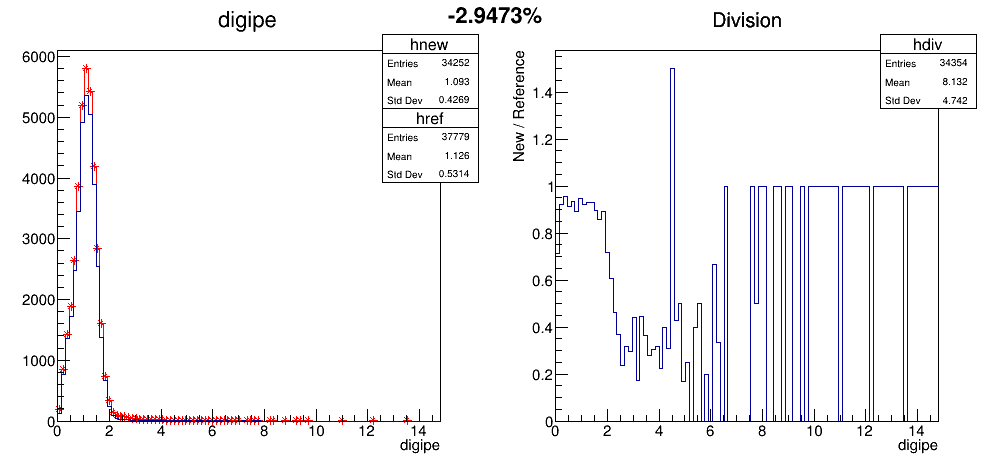 -2.9473%
digipe
hnew
Entries 34252
Mean 1.093
Std Dev 0.4269
href
Entries 37779
Mean 1.126
Std Dev 0.5314
6000
5000
4000
3000
2000
1000
0
0 2 4 6 8 10 12 14
digipe
Division
hdiv
Entries 34354
Mean 8.132
Std Dev 4.742
New / Reference
1.4
1.2
1
0.8
0.6
0.4
0.2
0
0 2 4 6 8 10 12 14
digipe